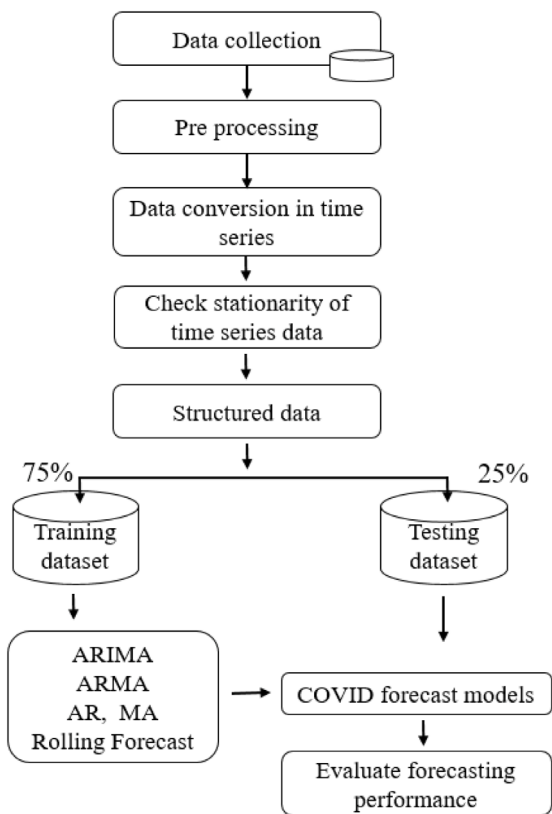 Data collection
Pre processing
Data conversion in time
series
Check stationarity of
time series data
Structured data
75%
25%
Training
dataset
Testing
dataset
ARIMA
ARMA
AR, MA
Rolling Forecast
COVID forecast models
Evaluate forecasting
performance